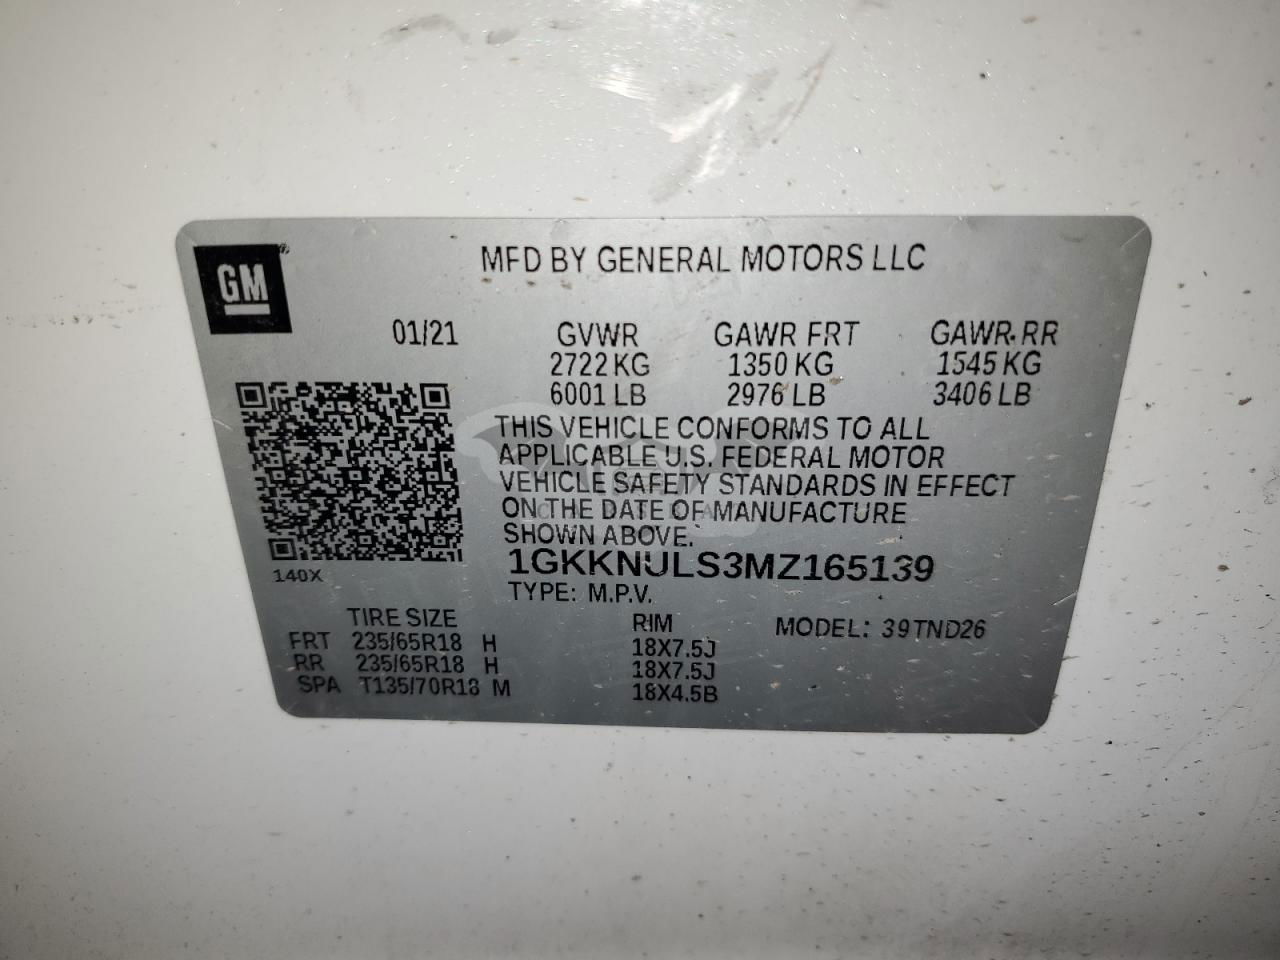 GM
MFD BY GENERAL MOTORS LLC
01/21 GVWR GAWR FRT GAWR RR
2722 KG 1350 KG 1545 KG
6001 LB 2976 LB 3406 LB
THIS VEHICLE CONFORMS TO ALL
APPLICABLE U.S. FEDERAL MOTOR
VEHICLE SAFETY STANDARDS IN EFFECT
ON THE DATE OF MANUFACTURE
SHOWN ABOVE.
1GKKNULS3MZ165139
140X
TYPE: M.P.V.
TIRE SIZE RIM MODEL: 39TND26
FRT 235/65R18 H 18X7.5J
RR 235/65R18 H 18X7.5J
SPA T135/70R18 M 18X4.5B